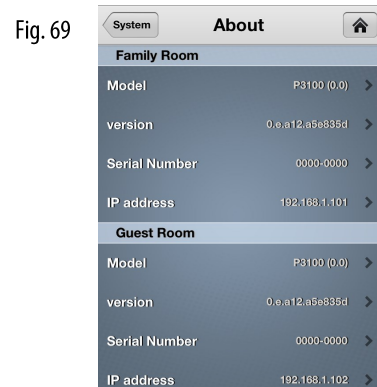 Fig. 69
System About
Family Room
Model P3100 (0.0)
version 0.e.a12.a5e835d
Serial Number 0000-0000
IP address 192.168.1.101
Guest Room
Model P3100 (0.0)
version 0.e.a12.a5e835d
Serial Number 0000-0000
IP address 192.168.1.102